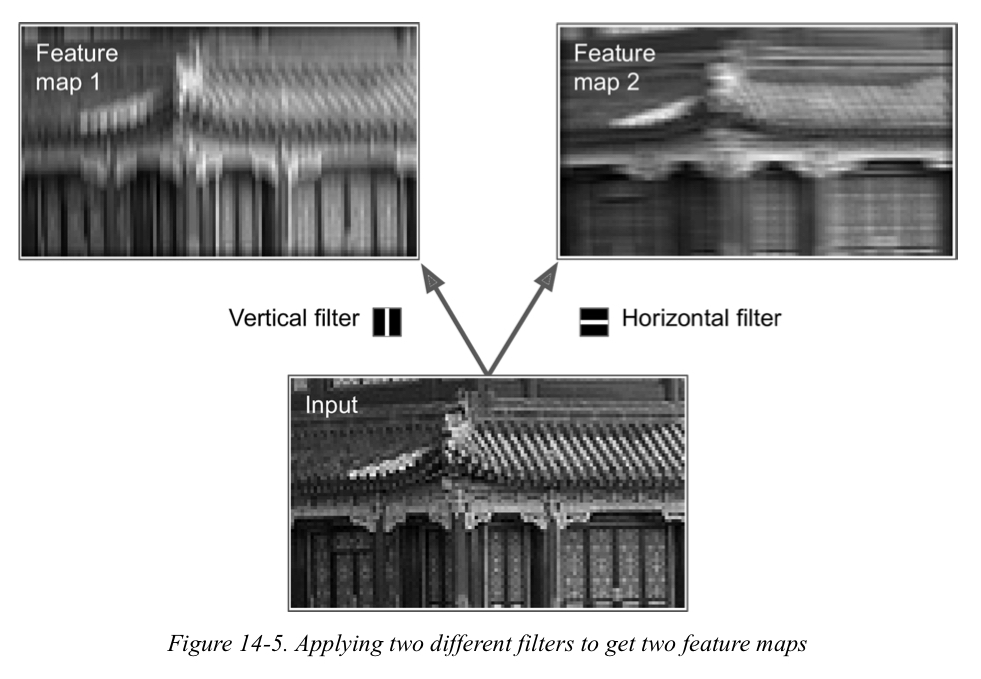 Feature
map 1
Feature
map 2
Vertical filter
Horizontal filter
Input
Figure 14-5. Applying two different filters to get two feature maps